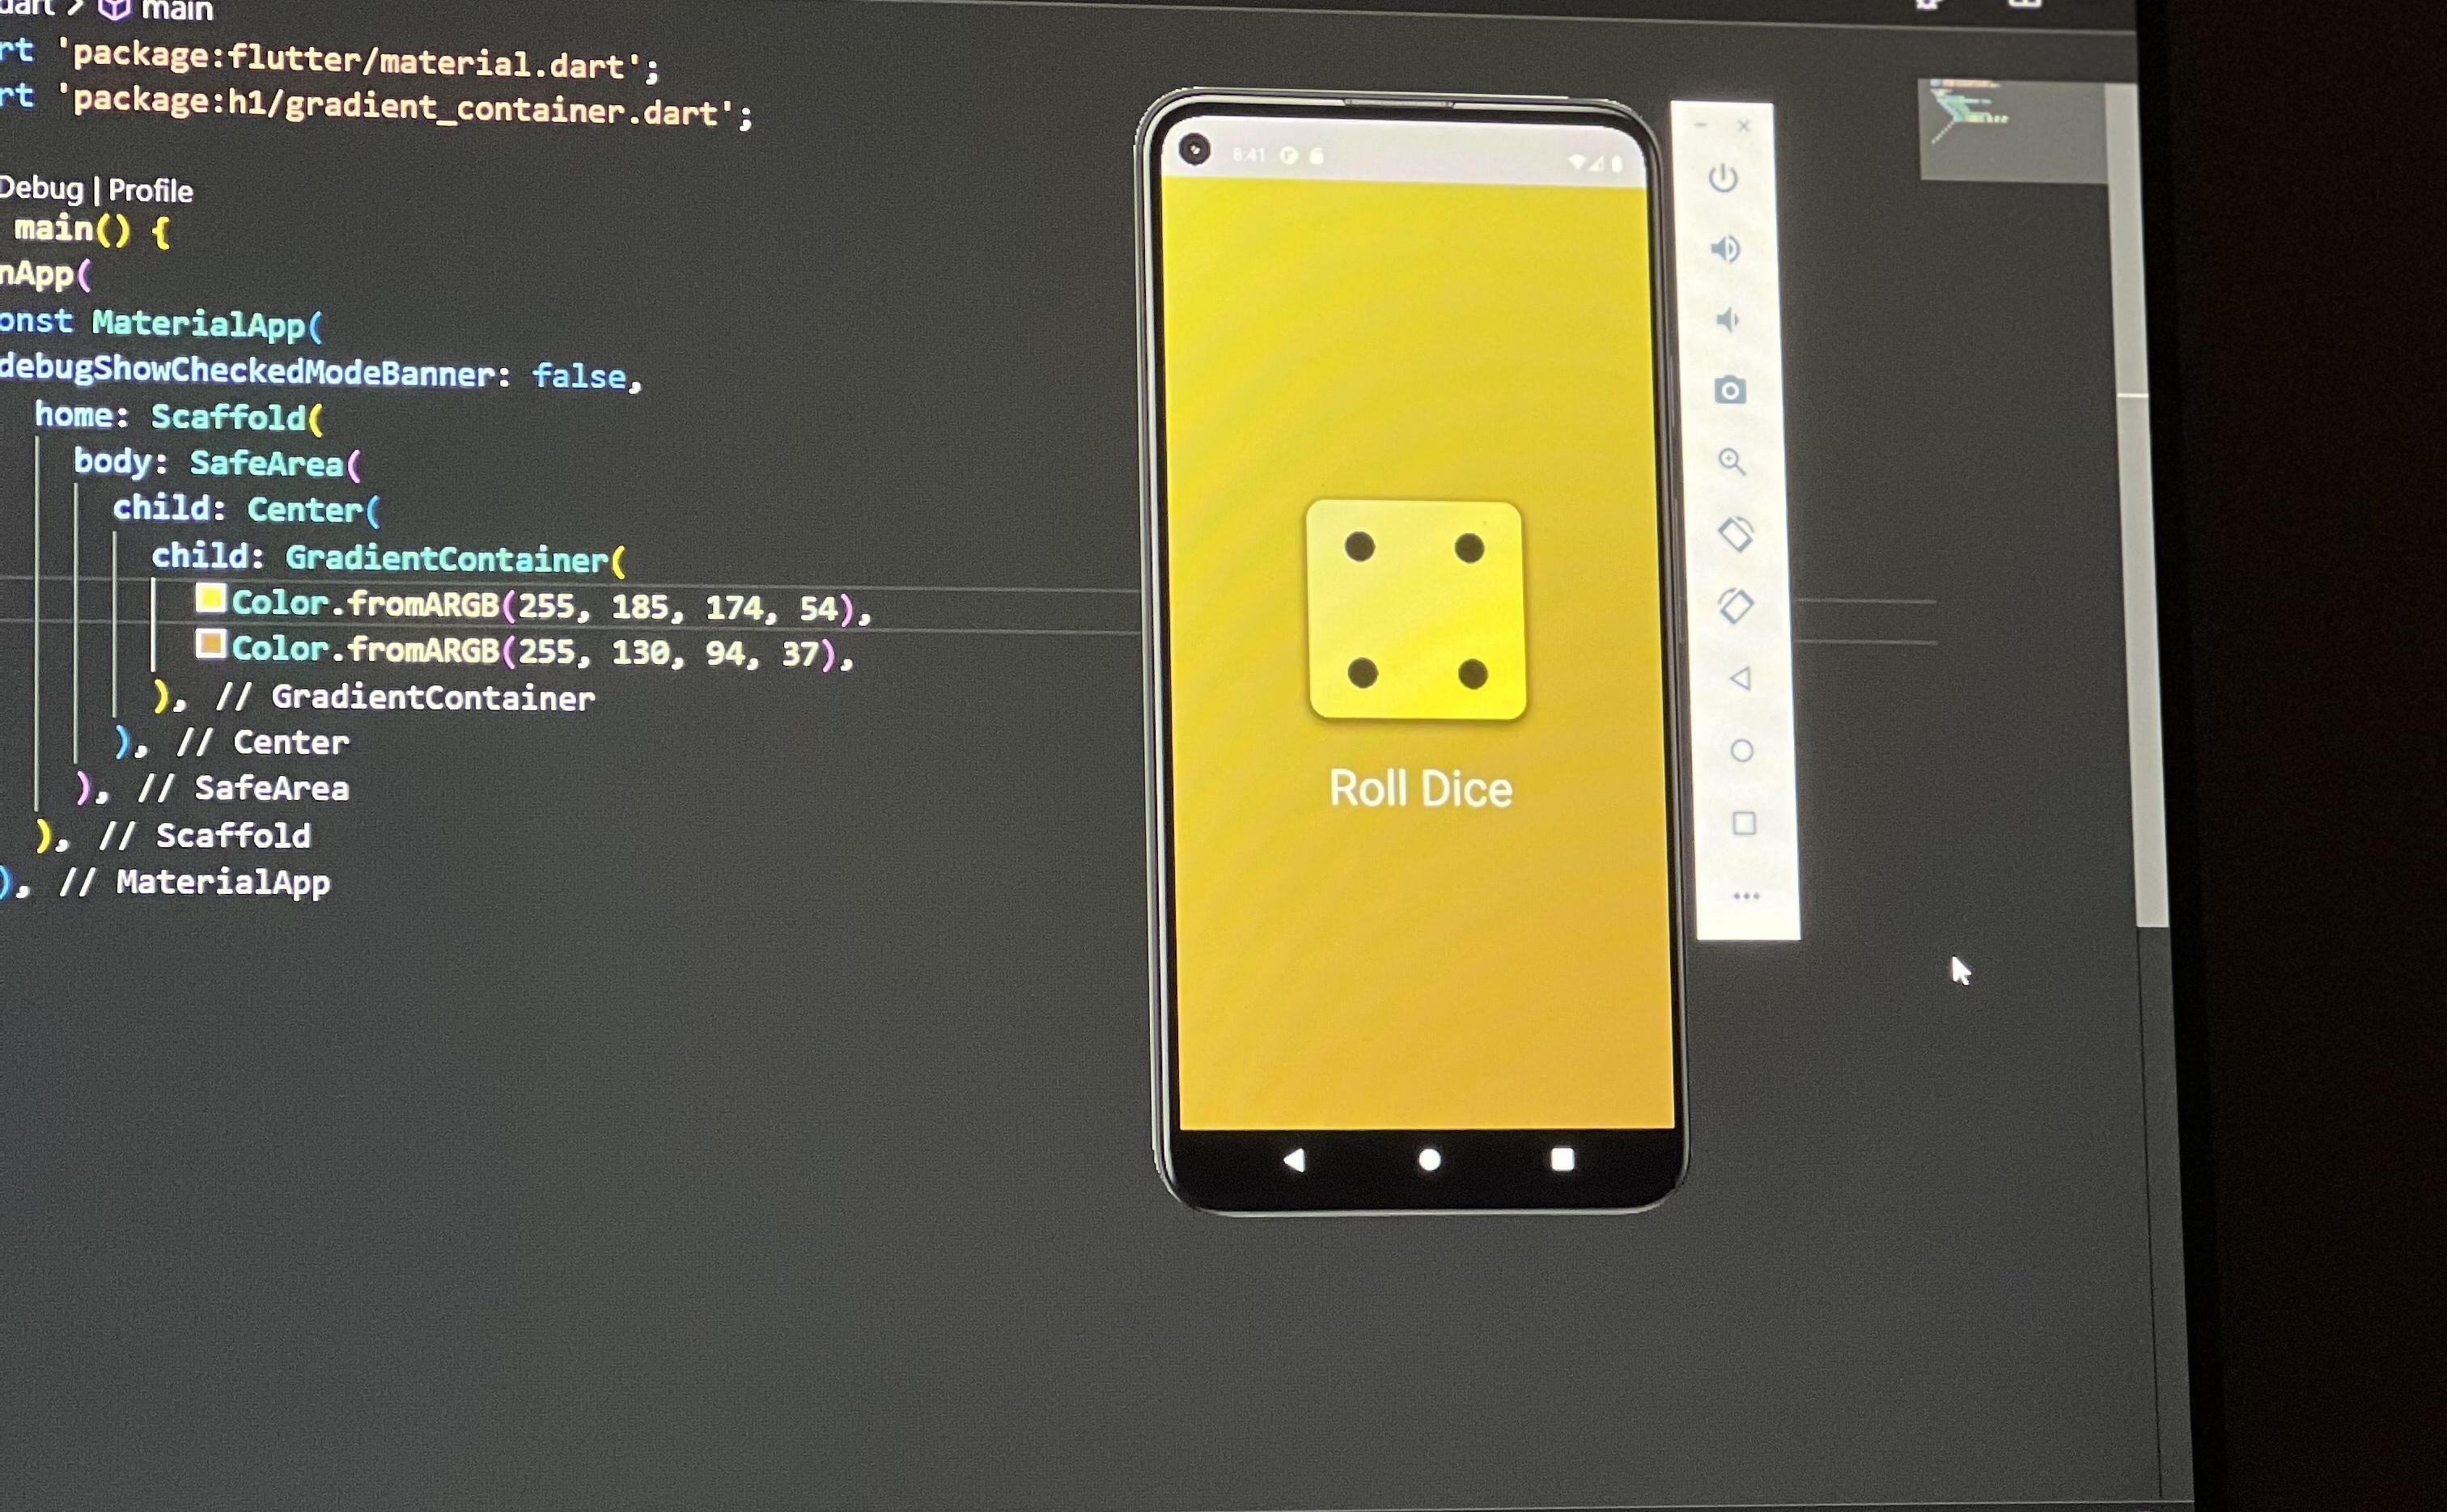 dart > main
rt 'package:flutter/material.dart';
rt 'package:h1/gradient_container.dart';
Debug | Profile
main() {
nApp(
onst MaterialApp(
debugShowCheckedModeBanner: false,
home: Scaffold(
body: SafeArea(
child: Center(
child: GradientContainer(
Color.fromARGB(255, 185, 174, 54),
Color.fromARGB(255, 130, 94, 37),
), // GradientContainer
), // Center
), // SafeArea
), // Scaffold
), // MaterialApp
8:41
Roll Dice